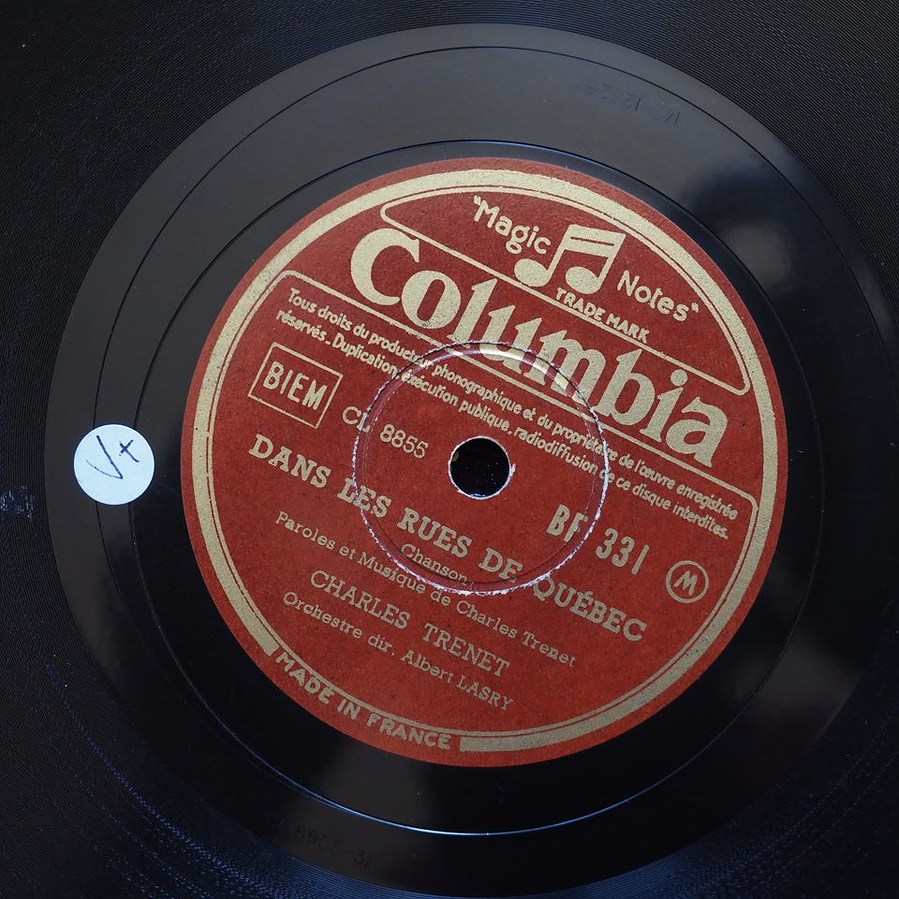 "Magic Notes"
TRADE MARK
Columbia
Tous droits du producteur phonographique et du propriétaire de l'œuvre enregistrée
réservés. Duplication, exécution publique, radiodiffusion de ce disque interdites.
BIEM
CL 8855
BF 331
M
DANS LES RUES DE QUÉBEC
Chanson
Paroles et Musique de Charles Trenet
CHARLES TRENET
Orchestre dir. Albert LASRY
MADE IN FRANCE
V+